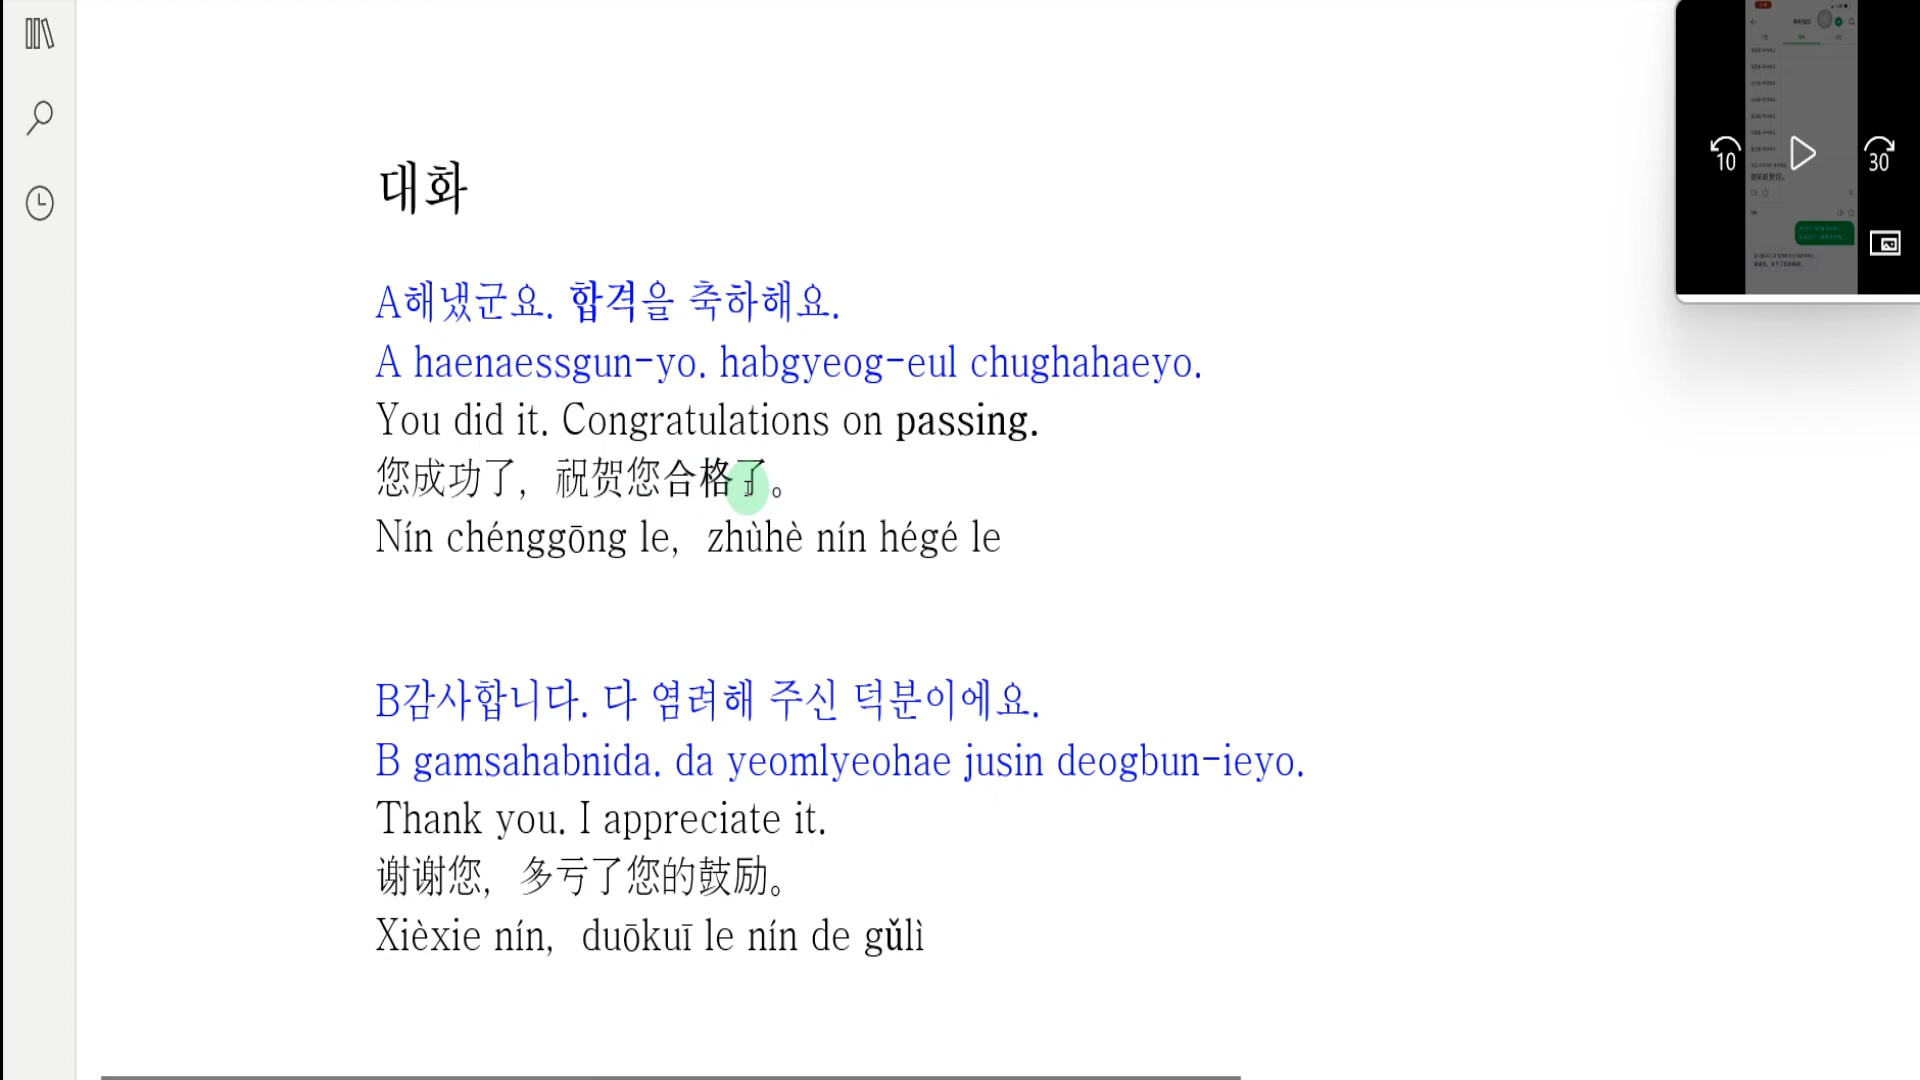 대화
A해냈군요. 합격을 축하해요.
A haenaessgun-yo. habgyeog-eul chughahaeyo.
You did it. Congratulations on passing.
您成功了，祝贺您合格了。
Nín chénggōng le,  zhùhè nín hégé le
B감사합니다. 다 염려해 주신 덕분이에요.
B gamsahabnida. da yeomlyeohae jusin deogbun-ieyo.
Thank you. I appreciate it.
谢谢您，多亏了您的鼓励。
Xièxie nín,  duōkuī le nín de gǔlì
10
30